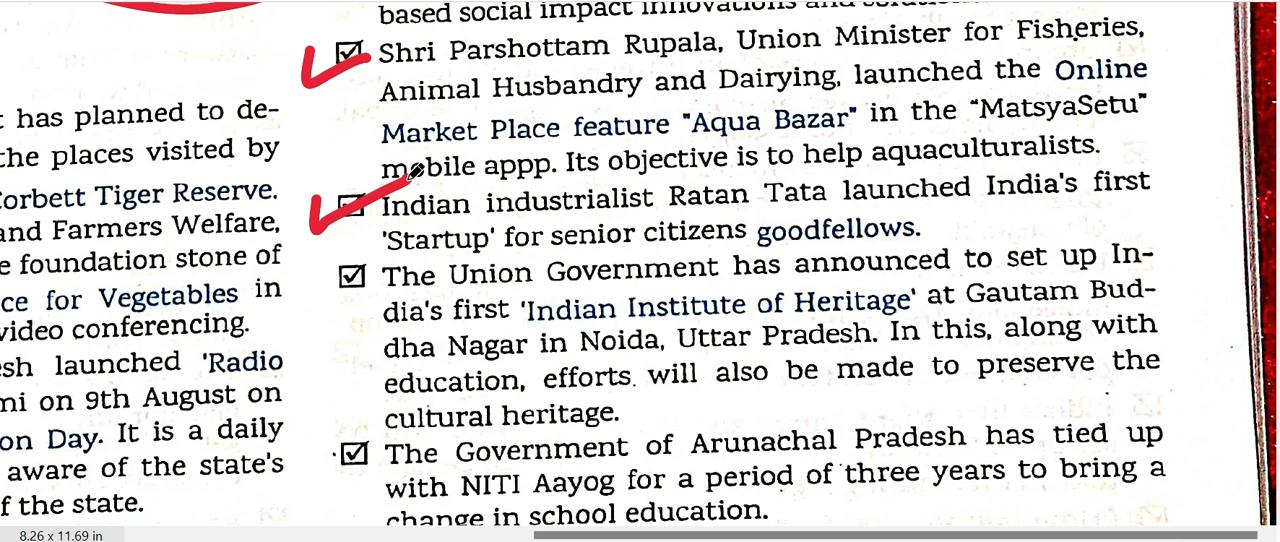 based social impact innovations and
Shri Parshottam Rupala, Union Minister for Fisheries,
Animal Husbandry and Dairying, launched the Online
Market Place feature "Aqua Bazar" in the “MatsyaSetu”
mobile appp. Its objective is to help aquaculturalists.
Indian industrialist Ratan Tata launched India's first
'Startup' for senior citizens goodfellows.
The Union Government has announced to set up In-
dia's first 'Indian Institute of Heritage' at Gautam Bud-
dha Nagar in Noida, Uttar Pradesh. In this, along with
education, efforts will also be made to preserve the
cultural heritage.
The Government of Arunachal Pradesh has tied up
with NITI Aayog for a period of three years to bring a
change in school education.
has planned to de-
the places visited by
Corbett Tiger Reserve.
and Farmers Welfare,
e foundation stone of
ce for Vegetables in
video conferencing.
esh launched 'Radio
mi on 9th August on
on Day. It is a daily
aware of the state's
f the state.
8.26 x 11.69 in